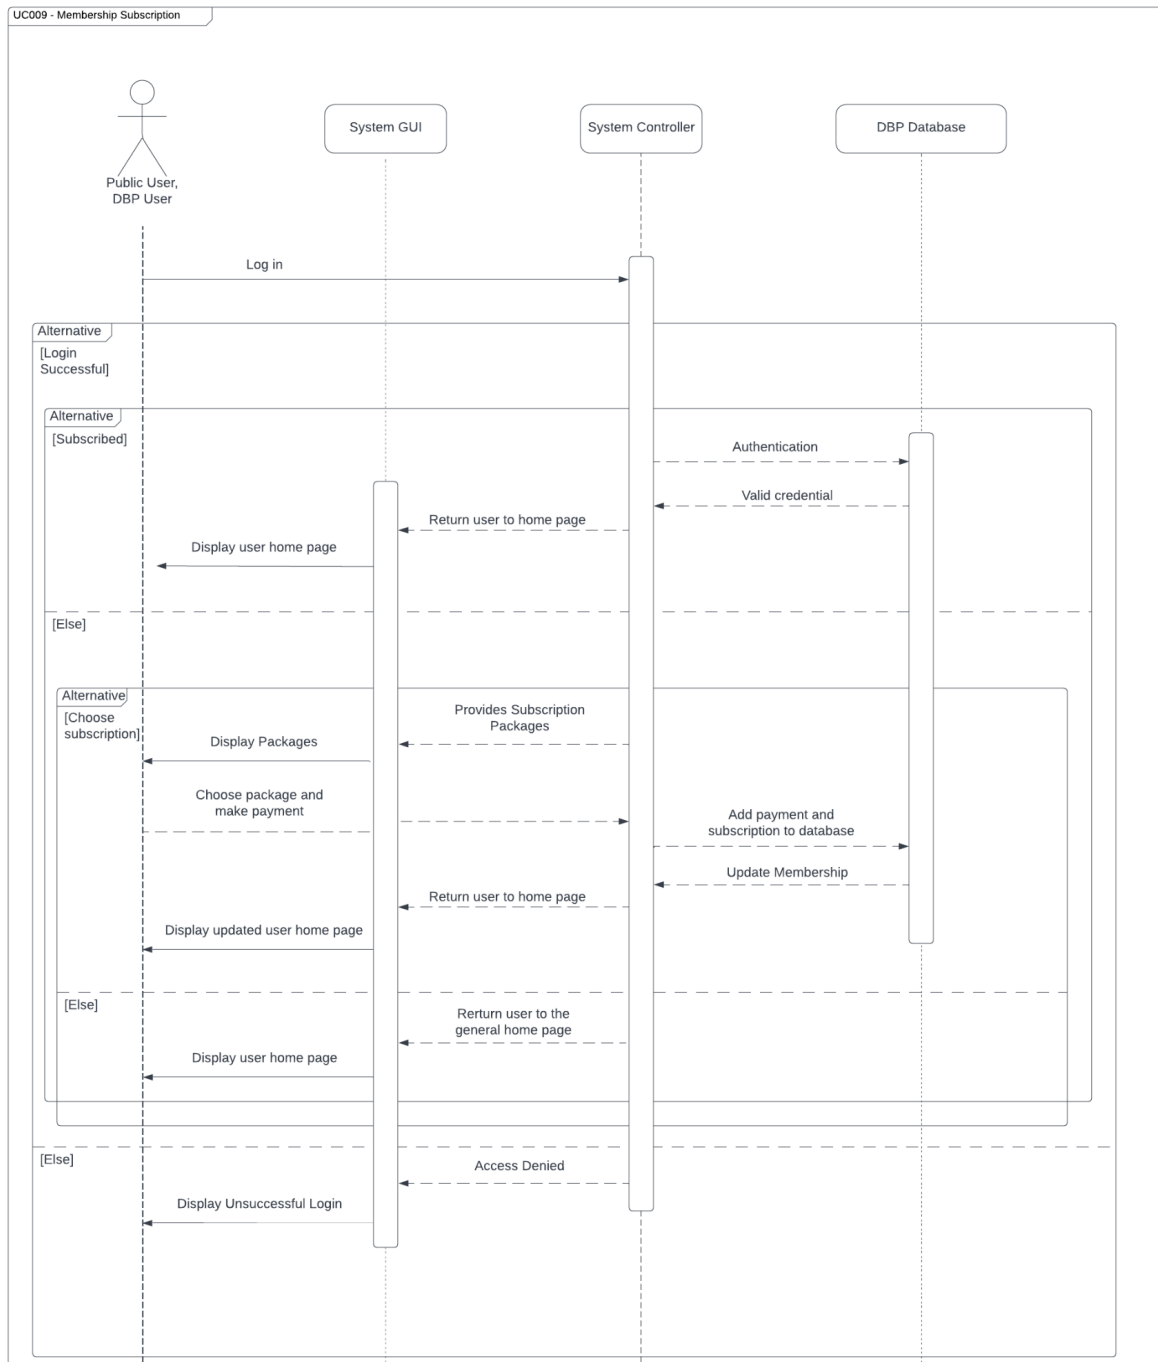 UC009 - Membership Subscription
System GUI
System Controller
DBP Database
Public User,
DBP User
Log in
Alternative
[Login
Successful]
Alternative
[Subscribed]
Authentication
Valid credential
Return user to home page
Display user home page
[Else]
Alternative
[Choose
subscription]
Provides Subscription
Packages
Display Packages
Choose package and
make payment
Add payment and
subscription to database
Update Membership
Return user to home page
Display updated user home page
[Else]
Rerturn user to the
general home page
Display user home page
[Else]
Access Denied
Display Unsuccessful Login